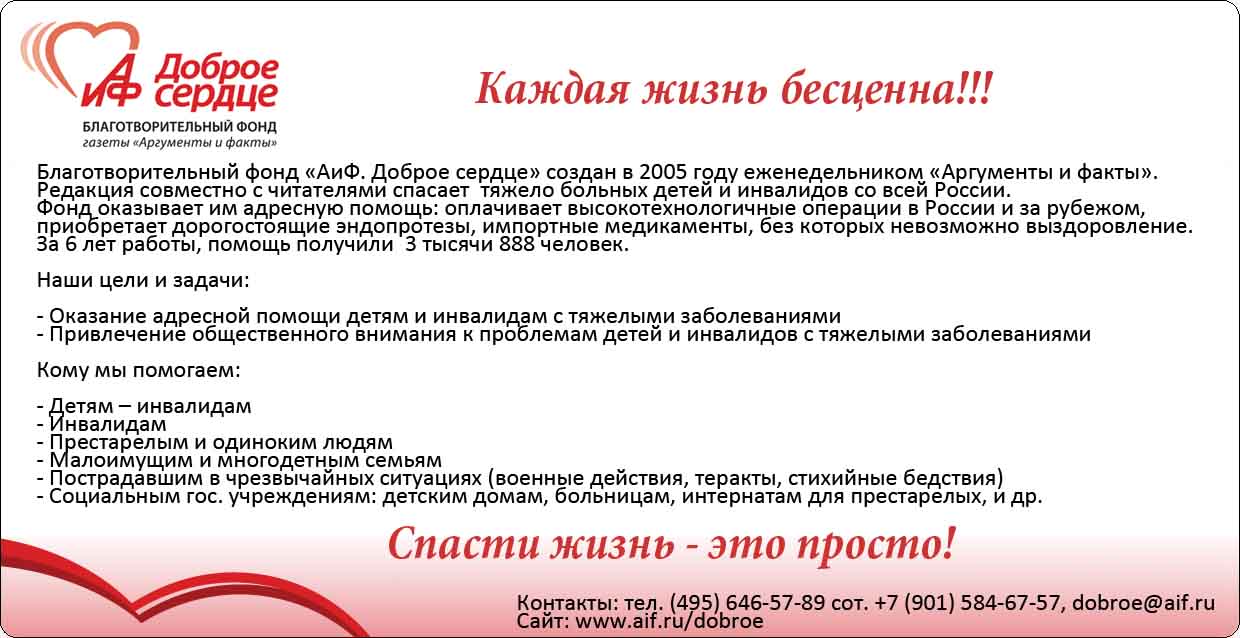 АиФ Доброе
сердце
БЛАГОТВОРИТЕЛЬНЫЙ ФОНД
газеты «Аргументы и факты»
Каждая жизнь бесценна!!!
Благотворительный фонд «АиФ. Доброе сердце» создан в 2005 году еженедельником «Аргументы и факты».
Редакция совместно с читателями спасает тяжело больных детей и инвалидов со всей России.
Фонд оказывает им адресную помощь: оплачивает высокотехнологичные операции в России и за рубежом,
приобретает дорогостоящие эндопротезы, импортные медикаменты, без которых невозможно выздоровление.
За 6 лет работы, помощь получили 3 тысячи 888 человек.
Наши цели и задачи:
- Оказание адресной помощи детям и инвалидам с тяжелыми заболеваниями
- Привлечение общественного внимания к проблемам детей и инвалидов с тяжелыми заболеваниями
Кому мы помогаем:
- Детям – инвалидам
- Инвалидам
- Престарелым и одиноким людям
- Малоимущим и многодетным семьям
- Пострадавшим в чрезвычайных ситуациях (военные действия, теракты, стихийные бедствия)
- Социальным гос. учреждениям: детским домам, больницам, интернатам для престарелых, и др.
Спасти жизнь - это просто!
Контакты: тел. (495) 646-57-89 сот. +7 (901) 584-67-57, dobroe@aif.ru
Сайт: www.aif.ru/dobroe